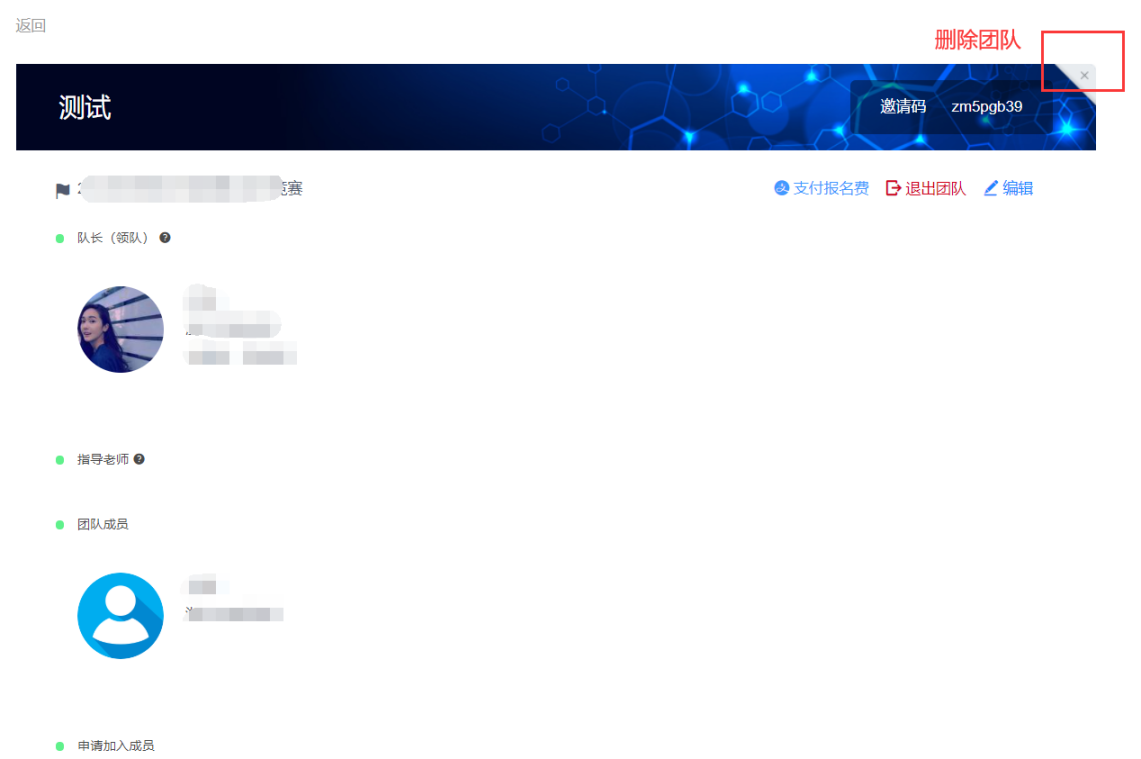 返回
删除团队
测试
邀请码 zm5pgb39
赛
支付报名费 退出团队 编辑
队长（领队）
指导老师
团队成员
申请加入成员